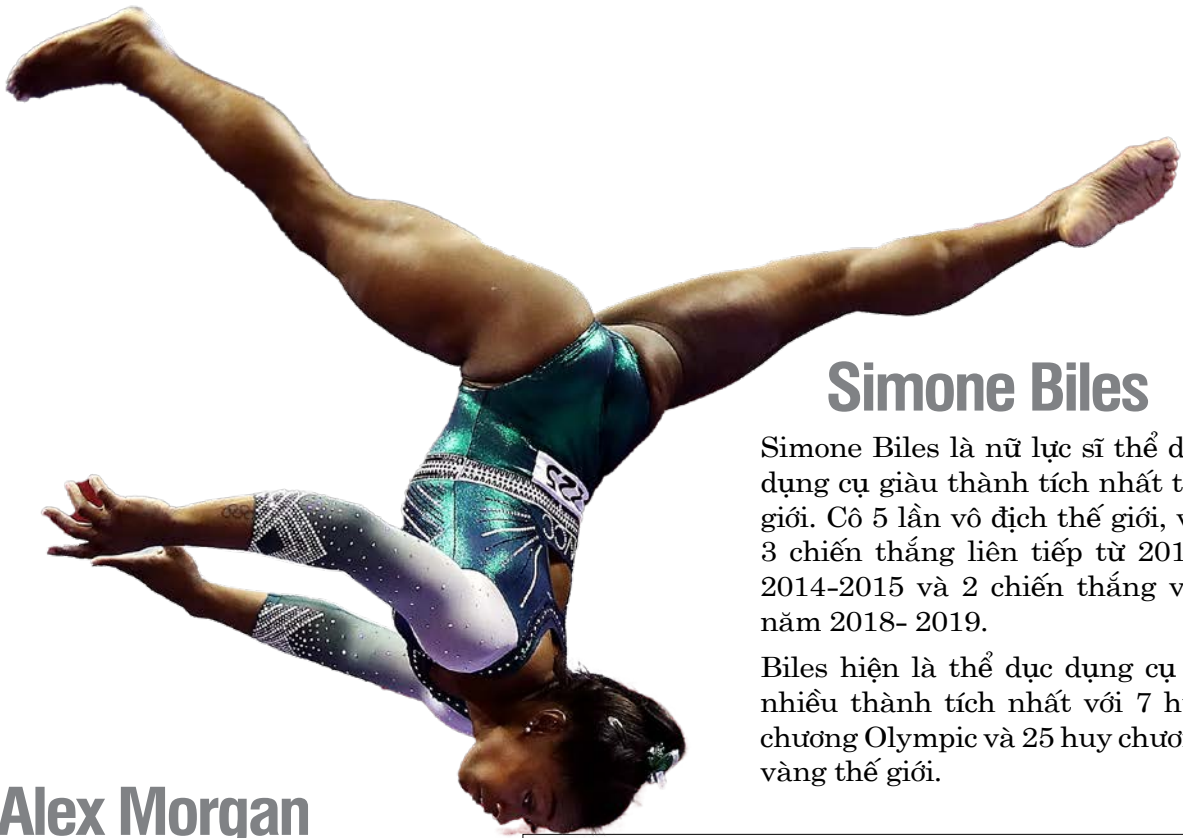 Simone Biles
Simone Biles là nữ lực sĩ thể
dụng cụ giàu thành tích nhất
giới. Cô 5 lần vô địch thế giới,
3 chiến thắng liên tiếp từ
2014-2015 và 2 chiến thắng
năm 2018- 2019.
Biles hiện là thể dục dụng cụ
nhiều thành tích nhất với 7
chương Olympic và 25 huy
vàng thế giới.
Alex Morgan